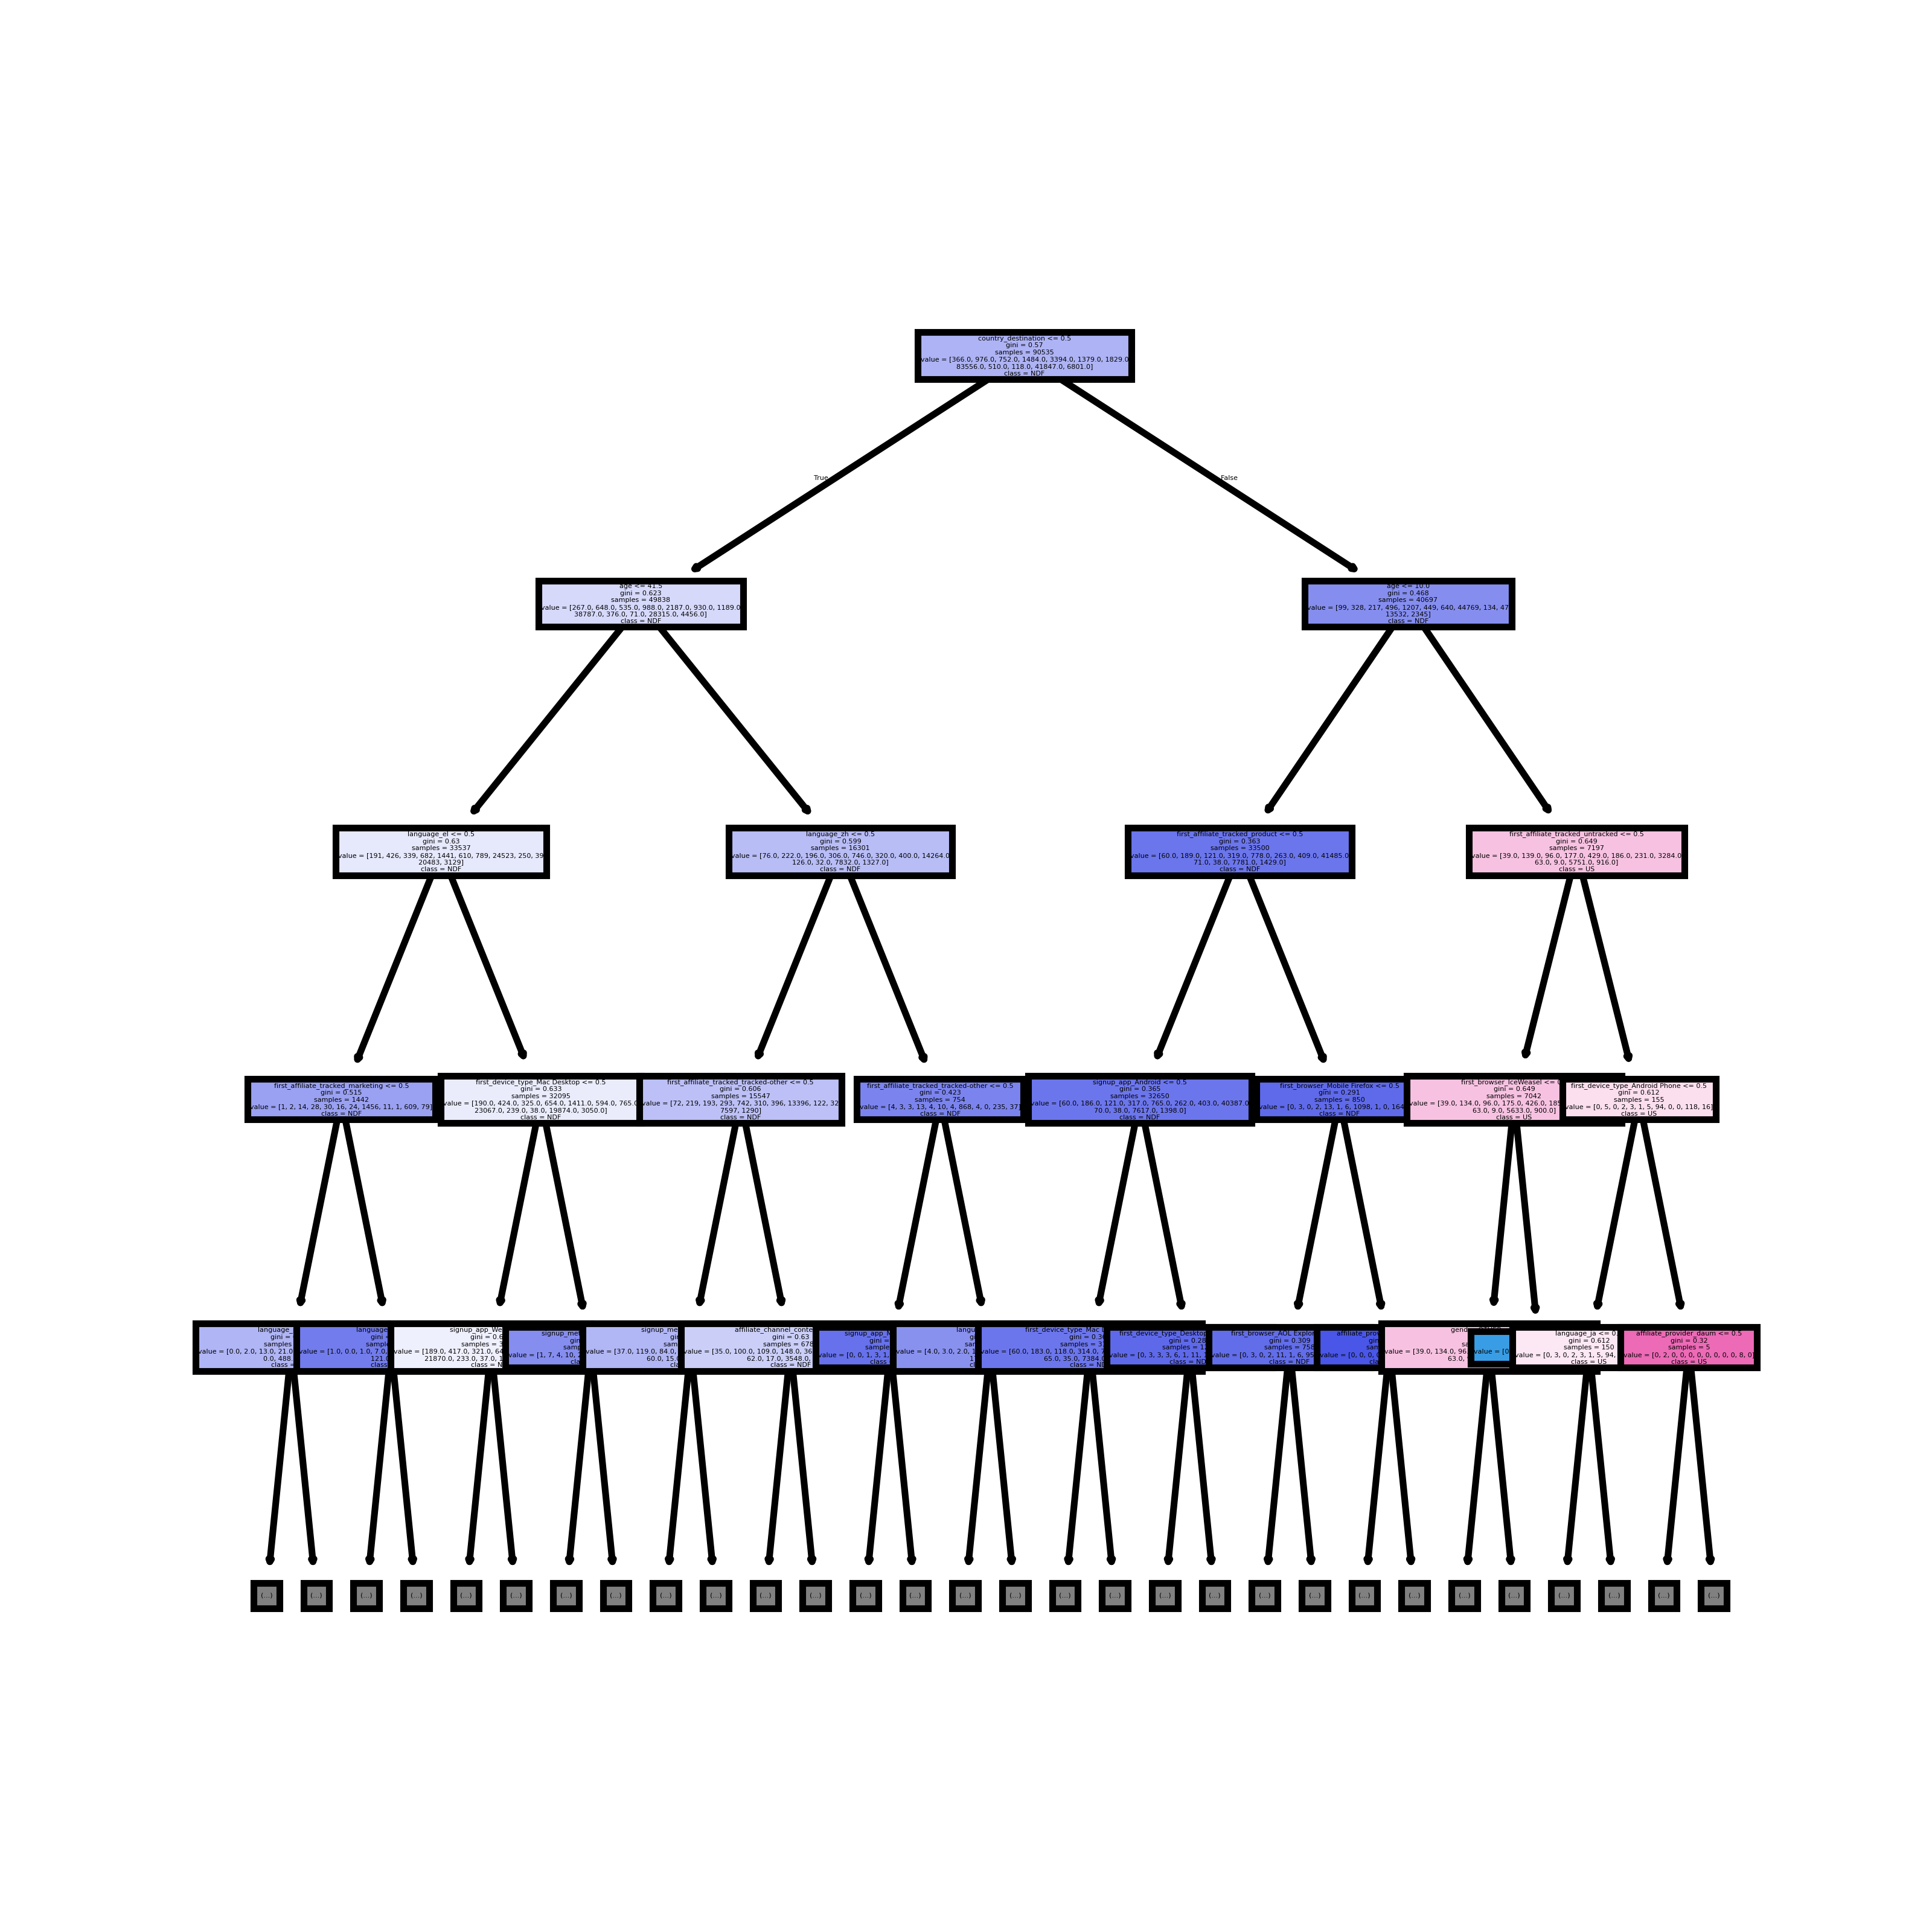 country_destination <= 0.5
gini = 0.57
samples = 90535
value = [366.0, 976.0, 752.0, 1484.0, 3394.0, 1379.0, 1829.0
83556.0, 510.0, 118.0, 41847.0, 6801.0]
class = NDF
True
False
age <= 41.5
gini = 0.623
samples = 49838
value = [267.0, 648.0, 535.0, 988.0, 2187.0, 930.0, 1189.0
38787.0, 376.0, 71.0, 28315.0, 4456.0]
class = NDF
age <= 10.0
gini = 0.468
samples = 40697
value = [99, 328, 217, 496, 1207, 449, 640, 44769, 134, 47
13532, 2345]
class = NDF
language_el <= 0.5
gini = 0.63
samples = 33537
value = [191, 426, 339, 682, 1441, 610, 789, 24523, 250, 39
20483, 3129]
class = NDF
language_zh <= 0.5
gini = 0.599
samples = 16301
value = [76.0, 222.0, 196.0, 306.0, 746.0, 320.0, 400.0, 14264.0
126.0, 32.0, 7832.0, 1327.0]
class = NDF
first_affiliate_tracked_product <= 0.5
gini = 0.363
samples = 33500
value = [60.0, 189.0, 121.0, 319.0, 778.0, 263.0, 409.0, 41485.0
71.0, 38.0, 7781.0, 1429.0]
class = NDF
first_affiliate_tracked_untracked <= 0.5
gini = 0.649
samples = 7197
value = [39.0, 139.0, 96.0, 177.0, 429.0, 186.0, 231.0, 3284.0
63.0, 9.0, 5751.0, 916.0]
class = US
first_affiliate_tracked_marketing <= 0.5
gini = 0.515
samples = 1442
value = [1, 2, 14, 28, 30, 16, 24, 1456, 11, 1, 609, 79]
class = NDF
first_device_type_Mac Desktop <= 0.5
gini = 0.633
samples = 32095
value = [190.0, 424.0, 325.0, 654.0, 1411.0, 594.0, 765.0
23067.0, 239.0, 38.0, 19874.0, 3050.0]
class = NDF
first_affiliate_tracked_tracked-other <= 0.5
gini = 0.606
samples = 15547
value = [72, 219, 193, 293, 742, 310, 396, 13396, 122, 32
7597, 1290]
class = NDF
first_affiliate_tracked_tracked-other <= 0.5
gini = 0.423
samples = 754
value = [4, 3, 3, 13, 4, 10, 4, 868, 4, 0, 235, 37]
class = NDF
signup_app_Android <= 0.5
gini = 0.365
samples = 32650
value = [60.0, 186.0, 121.0, 317.0, 765.0, 262.0, 403.0, 40387.0
70.0, 38.0, 7617.0, 1398.0]
class = NDF
first_browser_Mobile Firefox <= 0.5
gini = 0.291
samples = 850
value = [0, 3, 0, 2, 13, 1, 6, 1098, 1, 0, 164
class = NDF
first_browser_IceWeasel <=
gini = 0.649
samples = 7042
value = [39.0, 134.0, 96.0, 175.0, 426.0, 185
63.0, 9.0, 5633.0, 900.0]
class = US
first_device_type_Android Phone <= 0.5
gini = 0.612
samples = 155
value = [0, 5, 0, 2, 3, 1, 5, 94, 0, 0, 118, 16]
class = US
language_
gini =
samples
value = [0.0, 2.0, 13.0, 21.0
0.0, 488
class =
language
gini
sample
value = [1.0, 0.0, 1.0, 7.0
121.0
class
signup_app_We
gini = 0.6
samples = 3
value = [189.0, 417.0, 321.0, 64
21870.0, 233.0, 37.0, 1
class = N
signup_met
gin
samp
value = [1, 7, 4, 10, 2
cla
signup_me
gini
sam
value = [37.0, 119.0, 84.0
60.0, 15.0
cl
affiliate_channel_conte
gini = 0.63
samples = 678
value = [35.0, 100.0, 109.0, 148.0, 36
62.0, 17.0, 3548.0,
class = NDF
signup_app_M
gini =
sample
value = [0, 0, 1, 3, 1
class
langu
gin
sa
value = [4.0, 3.0, 2.0, 1
1
cl
first_device_type_Mac
gini = 0.36
samples = 3
value = [60.0, 183.0, 118.0, 314.0, 7
65.0, 35.0, 7384.0
class = ND
first_device_type_Deskto
gini = 0.28
samples = 1
value = [0, 3, 3, 3, 6, 1, 11, 1
class = ND
first_browser_AOL Explor
gini = 0.309
samples = 758
value = [0, 3, 0, 2, 11, 1, 6, 95
class = NDF
affiliate_prov
gini
sam
value = [0, 0, 0, 0
cla
gend
sa
value = [39.0, 134.0, 96
63.0,
value = [0
language_ja <= 0.
gini = 0.612
samples = 150
value = [0, 3, 0, 2, 3, 1, 5, 94,
class = US
affiliate_provider_daum <= 0.5
gini = 0.32
samples = 5
value = [0, 2, 0, 0, 0, 0, 0, 0, 0, 0, 8, 0]
class = US
(...) (...) (...) (...) (...) (...) (...) (...) (...) (...) (...) (...) (...) (...) (...) (...) (...) (...) (...) (...) (...) (...) (...) (...) (...) (...) (...) (...) (...) (...)